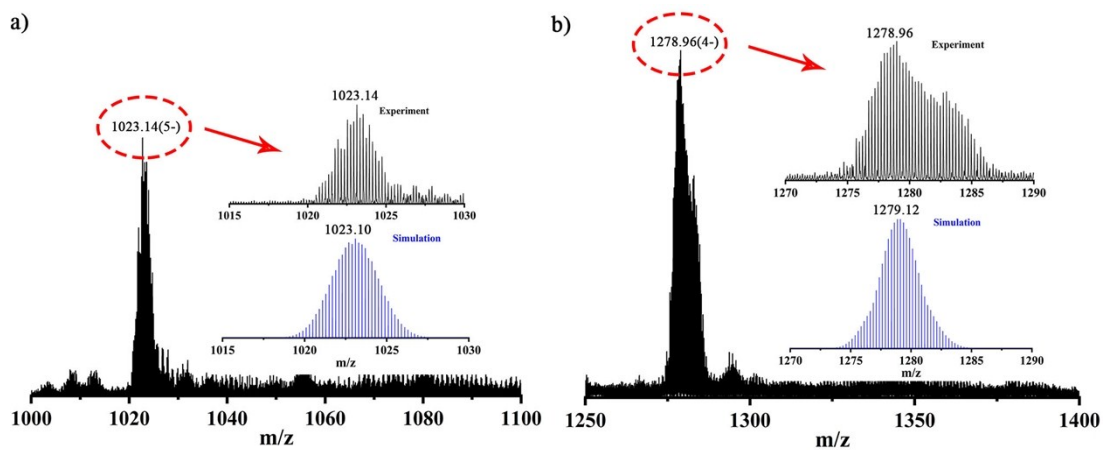 a)
1023.14(5-)
1023.14
Experiment
1015 1020 1025 1030
1023.10
Simulation
1015 1020 1025 1030
m/z
1000 1020 1040 1060 1080 1100
m/z
b)
1278.96(4-)
1278.96
Experiment
1270 1275 1280 1285 1290
1279.12
Simulation
1270 1275 1280 1285 1290
m/z
1250 1300 1350 1400
m/z